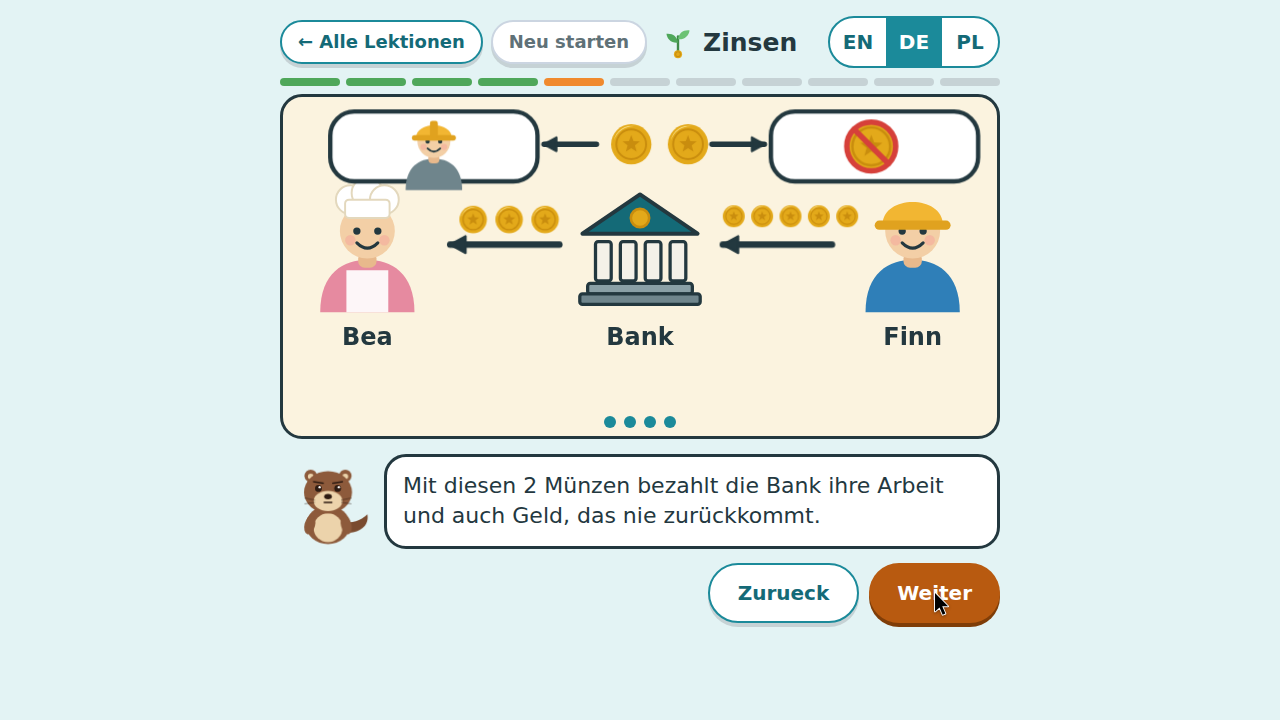 ← Alle Lektionen
Neu starten
Zinsen
EN DE PL
Bea
Bank
Finn
Mit diesen 2 Münzen bezahlt die Bank ihre Arbeit
und auch Geld, das nie zurückkommt.
Zurueck
Weiter